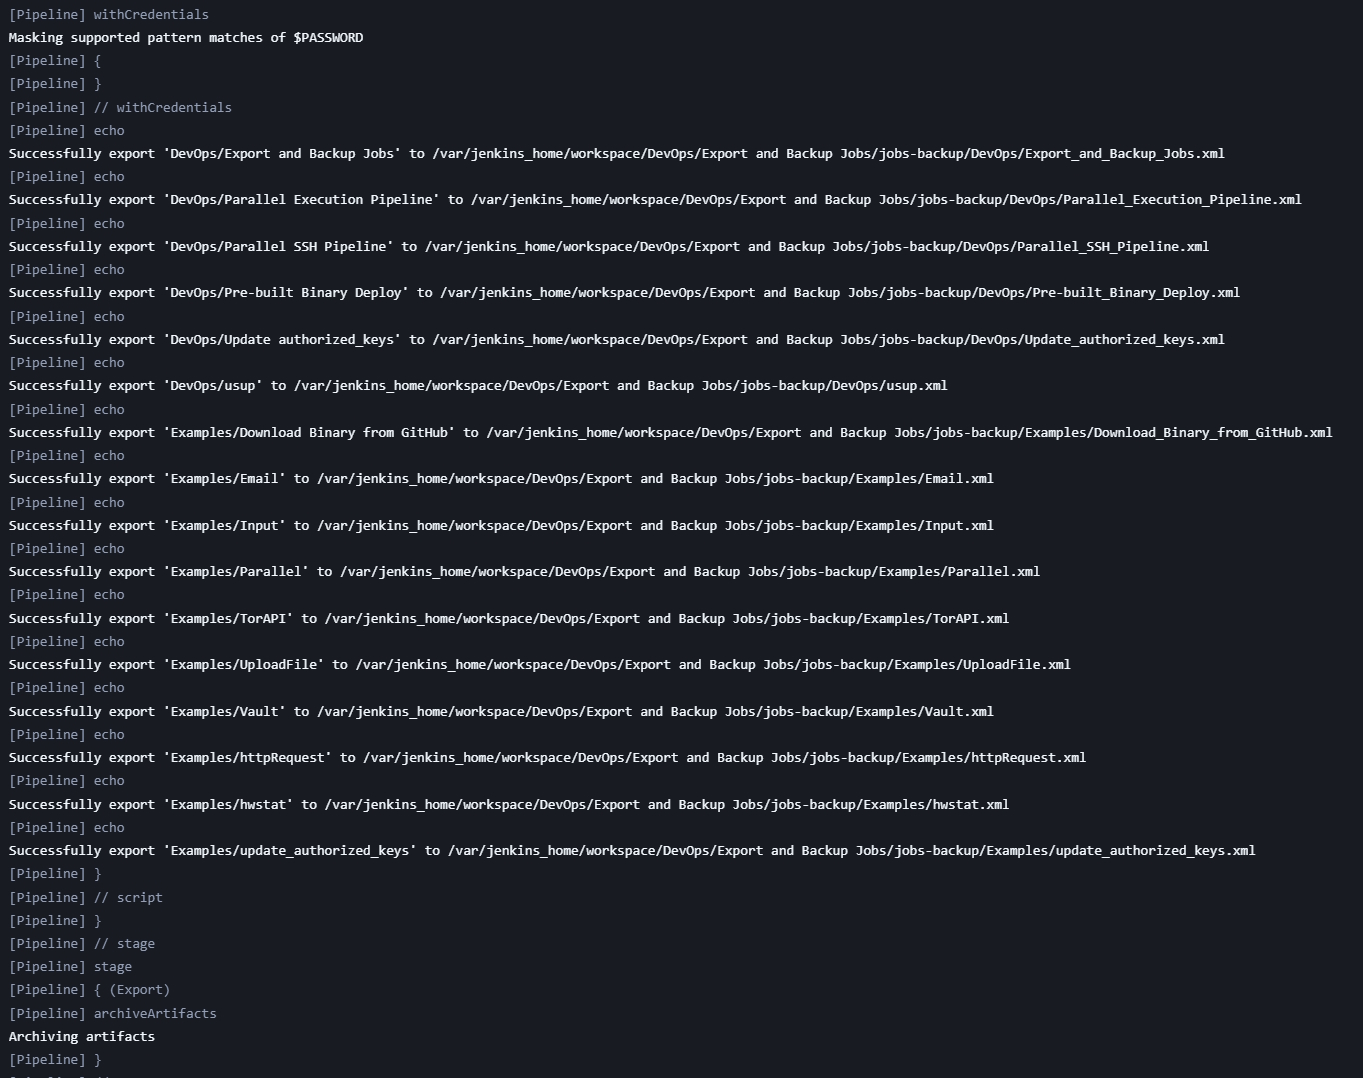 [Pipeline] withCredentials
Masking supported pattern matches of $PASSWORD
[Pipeline] {
[Pipeline] }
[Pipeline] // withCredentials
[Pipeline] echo
Successfully export 'DevOps/Export and Backup Jobs' to /var/jenkins_home/workspace/DevOps/Export and Backup Jobs/jobs-backup/DevOps/Export_and_Backup_Jobs.xml
[Pipeline] echo
Successfully export 'DevOps/Parallel Execution Pipeline' to /var/jenkins_home/workspace/DevOps/Export and Backup Jobs/jobs-backup/DevOps/Parallel_Execution_Pipeline.xml
[Pipeline] echo
Successfully export 'DevOps/Parallel SSH Pipeline' to /var/jenkins_home/workspace/DevOps/Export and Backup Jobs/jobs-backup/DevOps/Parallel_SSH_Pipeline.xml
[Pipeline] echo
Successfully export 'DevOps/Pre-built Binary Deploy' to /var/jenkins_home/workspace/DevOps/Export and Backup Jobs/jobs-backup/DevOps/Pre-built_Binary_Deploy.xml
[Pipeline] echo
Successfully export 'DevOps/Update authorized_keys' to /var/jenkins_home/workspace/DevOps/Export and Backup Jobs/jobs-backup/DevOps/Update_authorized_keys.xml
[Pipeline] echo
Successfully export 'DevOps/usup' to /var/jenkins_home/workspace/DevOps/Export and Backup Jobs/jobs-backup/DevOps/usup.xml
[Pipeline] echo
Successfully export 'Examples/Download Binary from GitHub' to /var/jenkins_home/workspace/DevOps/Export and Backup Jobs/jobs-backup/Examples/Download_Binary_from_GitHub.xml
[Pipeline] echo
Successfully export 'Examples/Email' to /var/jenkins_home/workspace/DevOps/Export and Backup Jobs/jobs-backup/Examples/Email.xml
[Pipeline] echo
Successfully export 'Examples/Input' to /var/jenkins_home/workspace/DevOps/Export and Backup Jobs/jobs-backup/Examples/Input.xml
[Pipeline] echo
Successfully export 'Examples/Parallel' to /var/jenkins_home/workspace/DevOps/Export and Backup Jobs/jobs-backup/Examples/Parallel.xml
[Pipeline] echo
Successfully export 'Examples/TorAPI' to /var/jenkins_home/workspace/DevOps/Export and Backup Jobs/jobs-backup/Examples/TorAPI.xml
[Pipeline] echo
Successfully export 'Examples/UploadFile' to /var/jenkins_home/workspace/DevOps/Export and Backup Jobs/jobs-backup/Examples/UploadFile.xml
[Pipeline] echo
Successfully export 'Examples/Vault' to /var/jenkins_home/workspace/DevOps/Export and Backup Jobs/jobs-backup/Examples/Vault.xml
[Pipeline] echo
Successfully export 'Examples/httpRequest' to /var/jenkins_home/workspace/DevOps/Export and Backup Jobs/jobs-backup/Examples/httpRequest.xml
[Pipeline] echo
Successfully export 'Examples/hwstat' to /var/jenkins_home/workspace/DevOps/Export and Backup Jobs/jobs-backup/Examples/hwstat.xml
[Pipeline] echo
Successfully export 'Examples/update_authorized_keys' to /var/jenkins_home/workspace/DevOps/Export and Backup Jobs/jobs-backup/Examples/update_authorized_keys.xml
[Pipeline] }
[Pipeline] // script
[Pipeline] }
[Pipeline] // stage
[Pipeline] stage
[Pipeline] { (Export)
[Pipeline] archiveArtifacts
Archiving artifacts
[Pipeline] }